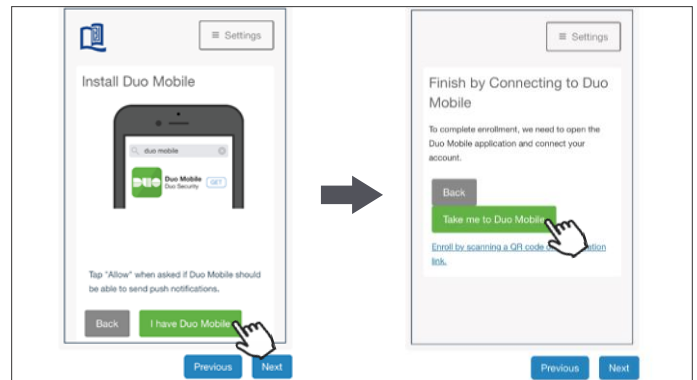 ≡ Settings
Install Duo Mobile
duo mobile
DUO
Duo Mobile
Duo Security
GET
Tap "Allow" when asked if Duo Mobile should
be able to send push notifications.
Back
I have Duo Mobile
Previous
Next
≡ Settings
Finish by Connecting to Duo
Mobile
To complete enrollment, we need to open the
Duo Mobile application and connect your
account.
Back
Take me to Duo Mobile
Enroll by scanning a QR code
link.
Previous
Next